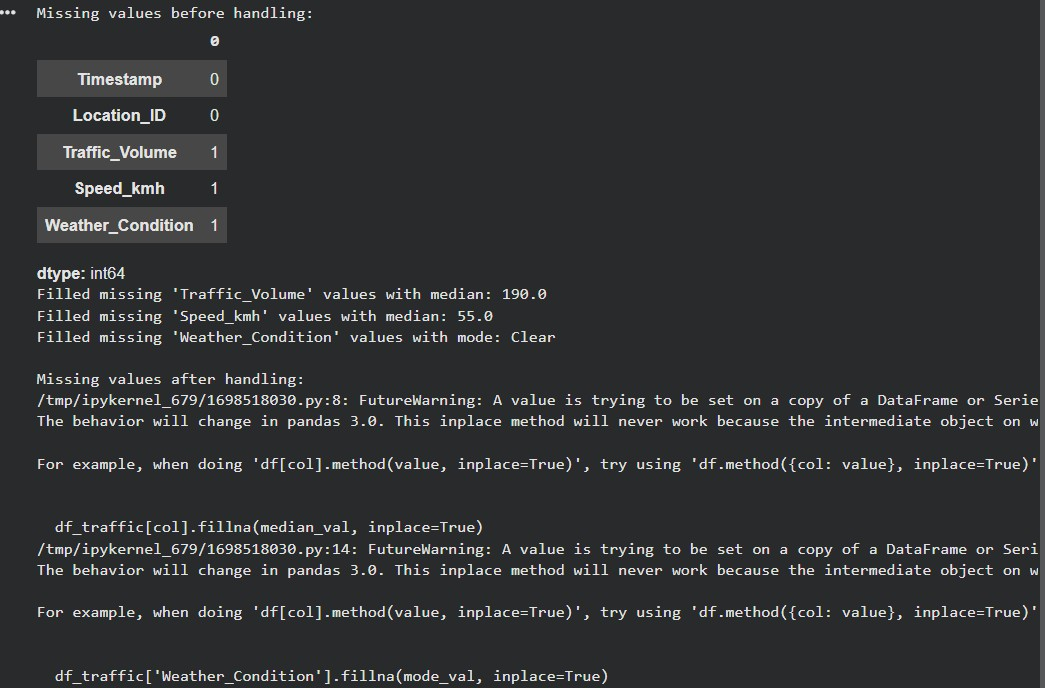 ••• Missing values before handling:
0
Timestamp 0
Location_ID 0
Traffic_Volume 1
Speed_kmh 1
Weather_Condition 1
dtype: int64
Filled missing 'Traffic_Volume' values with median: 190.0
Filled missing 'Speed_kmh' values with median: 55.0
Filled missing 'Weather_Condition' values with mode: Clear
Missing values after handling:
/tmp/ipykernel_679/1698518030.py:8: FutureWarning: A value is trying to be set on a copy of a DataFrame or Serie
The behavior will change in pandas 3.0. This inplace method will never work because the intermediate object on w
For example, when doing 'df[col].method(value, inplace=True)', try using 'df.method({col: value}, inplace=True)'
df_traffic[col].fillna(median_val, inplace=True)
/tmp/ipykernel_679/1698518030.py:14: FutureWarning: A value is trying to be set on a copy of a DataFrame or Seri
The behavior will change in pandas 3.0. This inplace method will never work because the intermediate object on w
For example, when doing 'df[col].method(value, inplace=True)', try using 'df.method({col: value}, inplace=True)'
df_traffic['Weather_Condition'].fillna(mode_val, inplace=True)